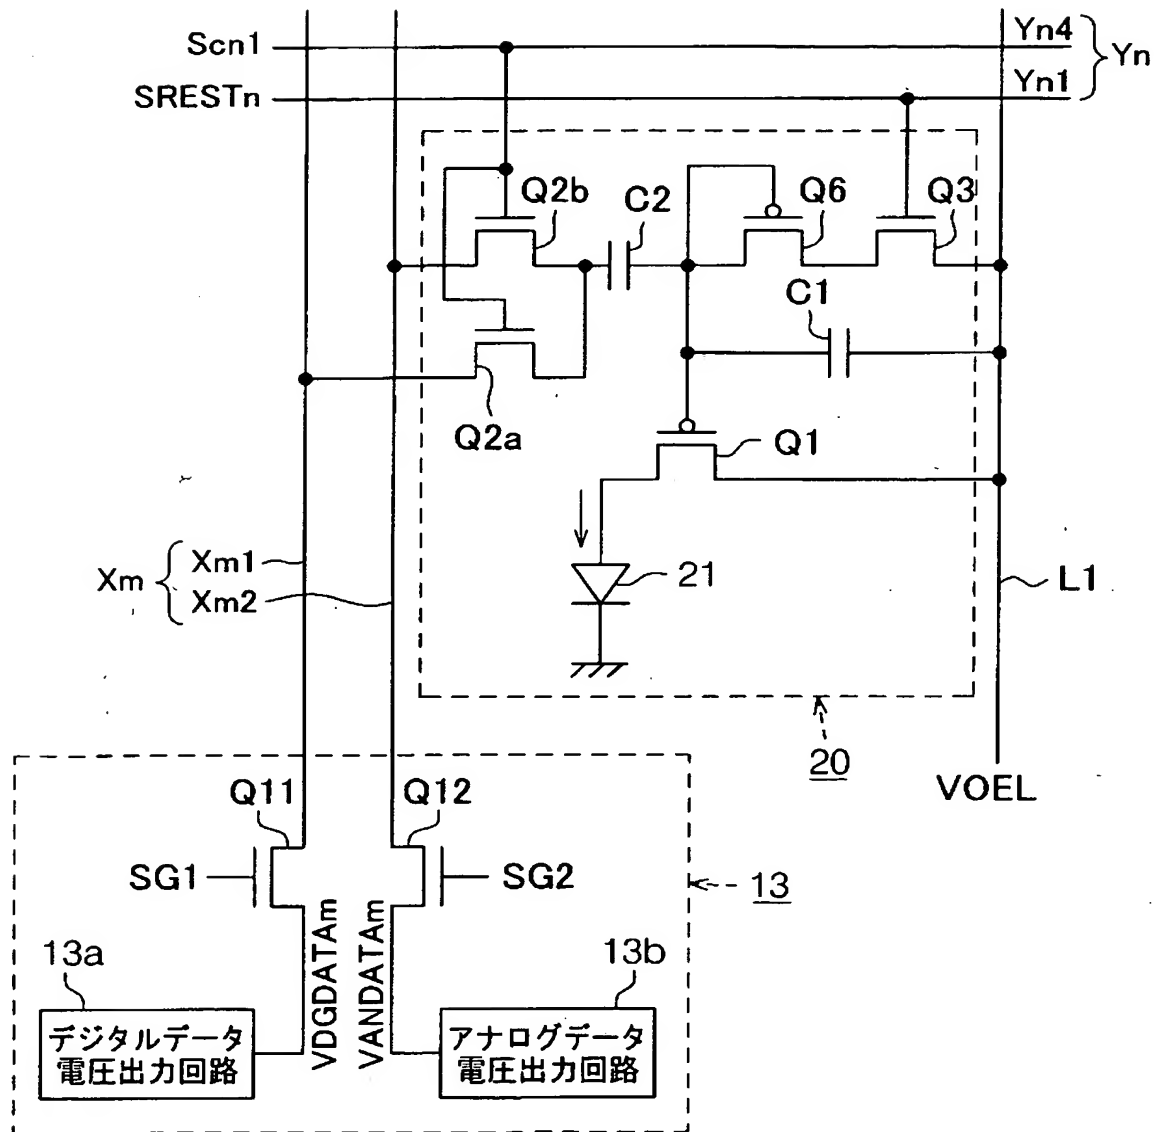 Scn1
Yn4
Yn
SRESTn
Yn1
Q2b
C2
Q6
Q3
C1
Q2a
Q1
Xm
Xm1
Xm2
21
L1
20
VOEL
Q11
Q12
SG1
SG2
13
VDGDATAm
VANDATAm
13a
13b
デジタルデータ
電圧出力回路
アナログデータ
電圧出力回路